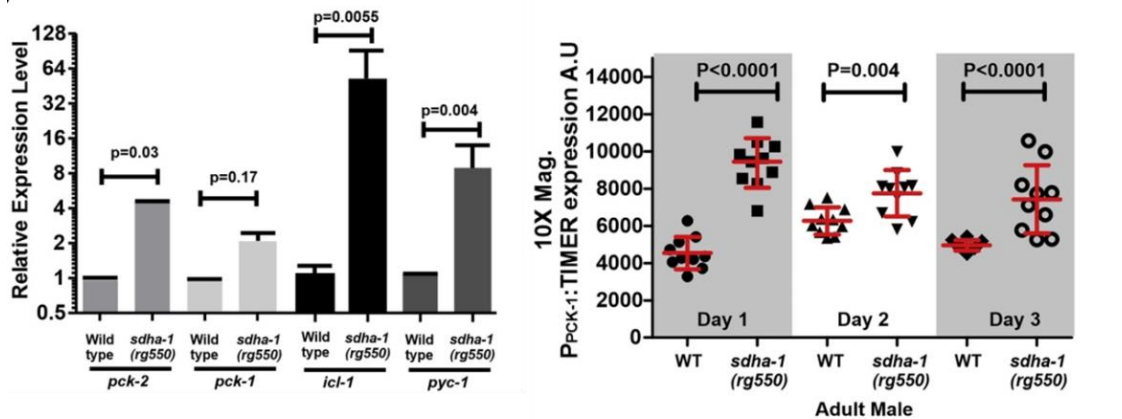 Relative Expression Level
128
64
32
16
8
4
2
1
0.5
p=0.03
p=0.17
p=0.0055
p=0.004
Wild type
sdha-1 (rg550)
Wild type
sdha-1 (rg550)
Wild type
sdha-1 (rg550)
Wild type
sdha-1 (rg550)
pck-2
pck-1
icl-1
pyc-1
10X Mag.
PPCK-1:TIMER expression A.U
14000
12000
10000
8000
6000
4000
2000
0
P<0.0001
P=0.004
P<0.0001
Day 1
Day 2
Day 3
WT
sdha-1
(rg550)
WT
sdha-1
(rg550)
WT
sdha-1
(rg550)
Adult Male